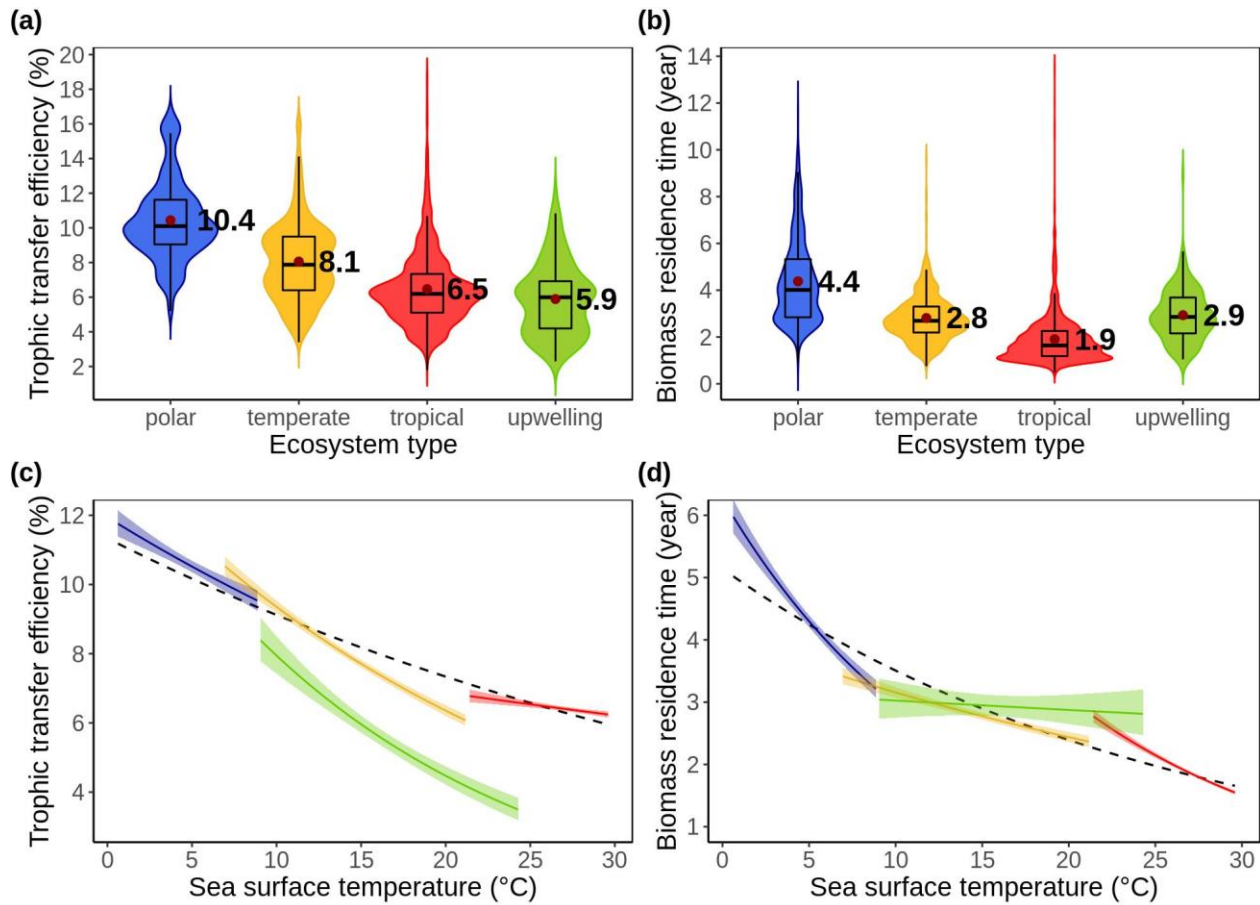 (a)
Trophic transfer efficiency (%)
20
18
16
14
12
10
8
6
4
2
10.4
8.1
6.5
5.9
polar temperate tropical upwelling
Ecosystem type
(b)
Biomass residence time (year)
14
12
10
8
6
4
2
0
4.4
2.8
1.9
2.9
polar temperate tropical upwelling
Ecosystem type
(c)
Trophic transfer efficiency (%)
12
10
8
6
4
0 5 10 15 20 25 30
Sea surface temperature (°C)
(d)
Biomass residence time (year)
6
5
4
3
2
1
0 5 10 15 20 25 30
Sea surface temperature (°C)